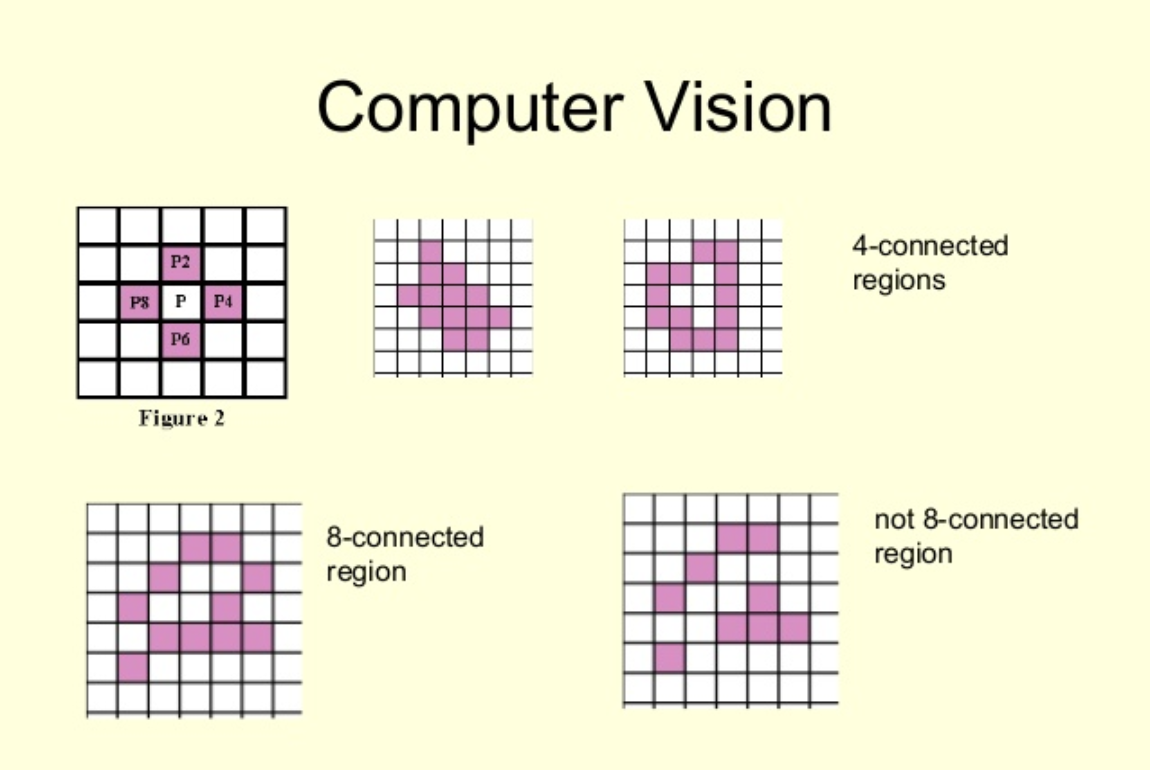 Computer Vision
P2
P8 P P4
P6
Figure 2
4-connected
regions
8-connected
region
not 8-connected
region